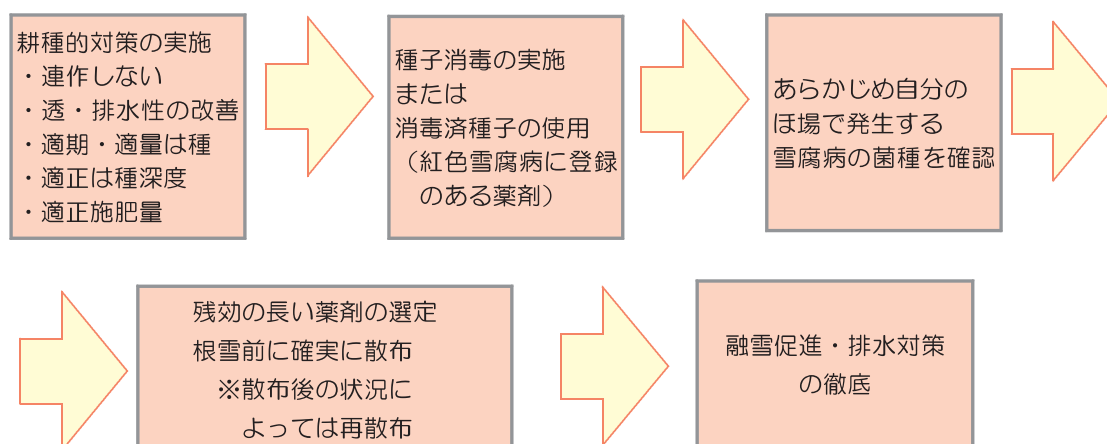 耕種的対策の実施
・連作しない
・透・排水性の改善
・適期・適量は種
・適正は種深度
・適正施肥量
種子消毒の実施
または
消毒済種子の使用
（紅色雪腐病に登録
のある薬剤）
あらかじめ自分の
ほ場で発生する
雪腐病の菌種を確認
残効の長い薬剤の選定
根雪前に確実に散布
※散布後の状況に
よっては再散布
融雪促進・排水対策
の徹底